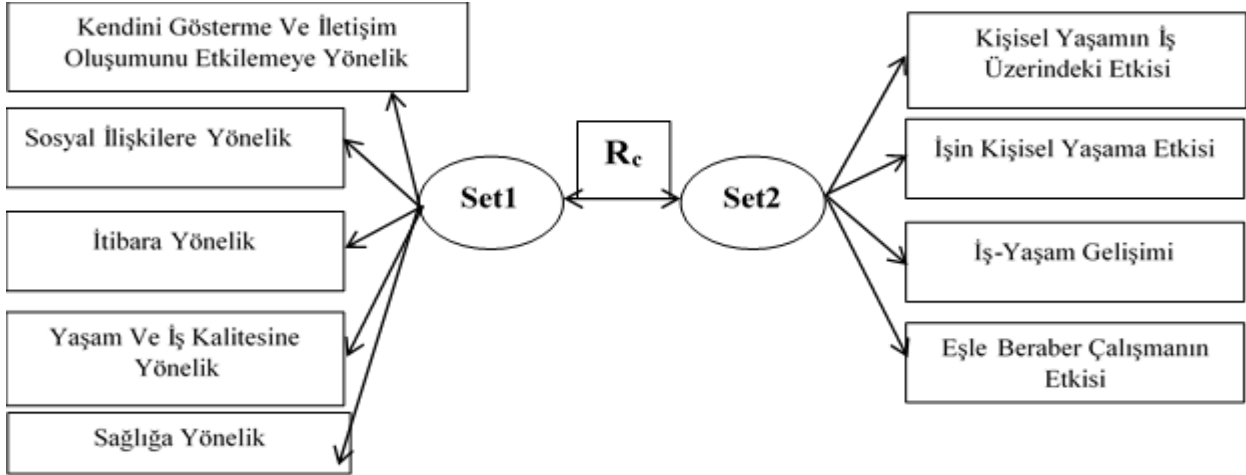 Kendini Gösterme Ve İletişim
Oluşumunu Etkilemeye Yönelik
Sosyal İlişkilere Yönelik
İtibara Yönelik
Yaşam Ve İş Kalitesine
Yönelik
Sağlığa Yönelik
Set1
Rc
Set2
Kişisel Yaşamın İş
Üzerindeki Etkisi
İşin Kişisel Yaşama Etkisi
İş-Yaşam Gelişimi
Eşle Beraber Çalışmanın
Etkisi